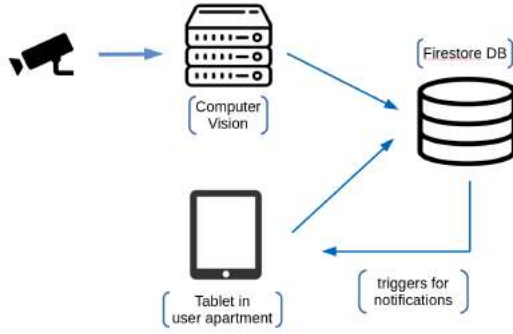 Firestore DB
Computer
Vision
triggers for
notifications
Tablet in
user apartment